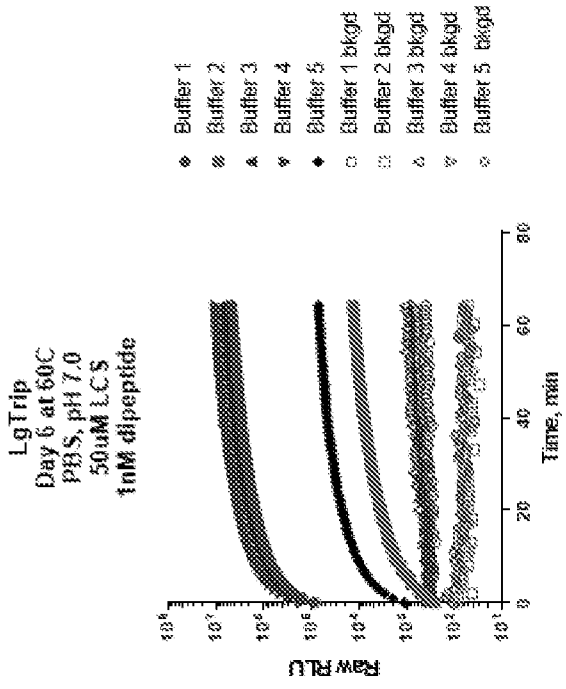 LgTrip
Day 6 at 60C
PBS, pH 7.0
50uM LCS
1nM dipeptide
Raw RLU
0
20
40
60
80
Time, min
Buffer 1
Buffer 2
Buffer 3
Buffer 4
Buffer 5
Buffer 1 bkgd
Buffer 2 bkgd
Buffer 3 bkgd
Buffer 4 bkgd
Buffer 5 bkgd